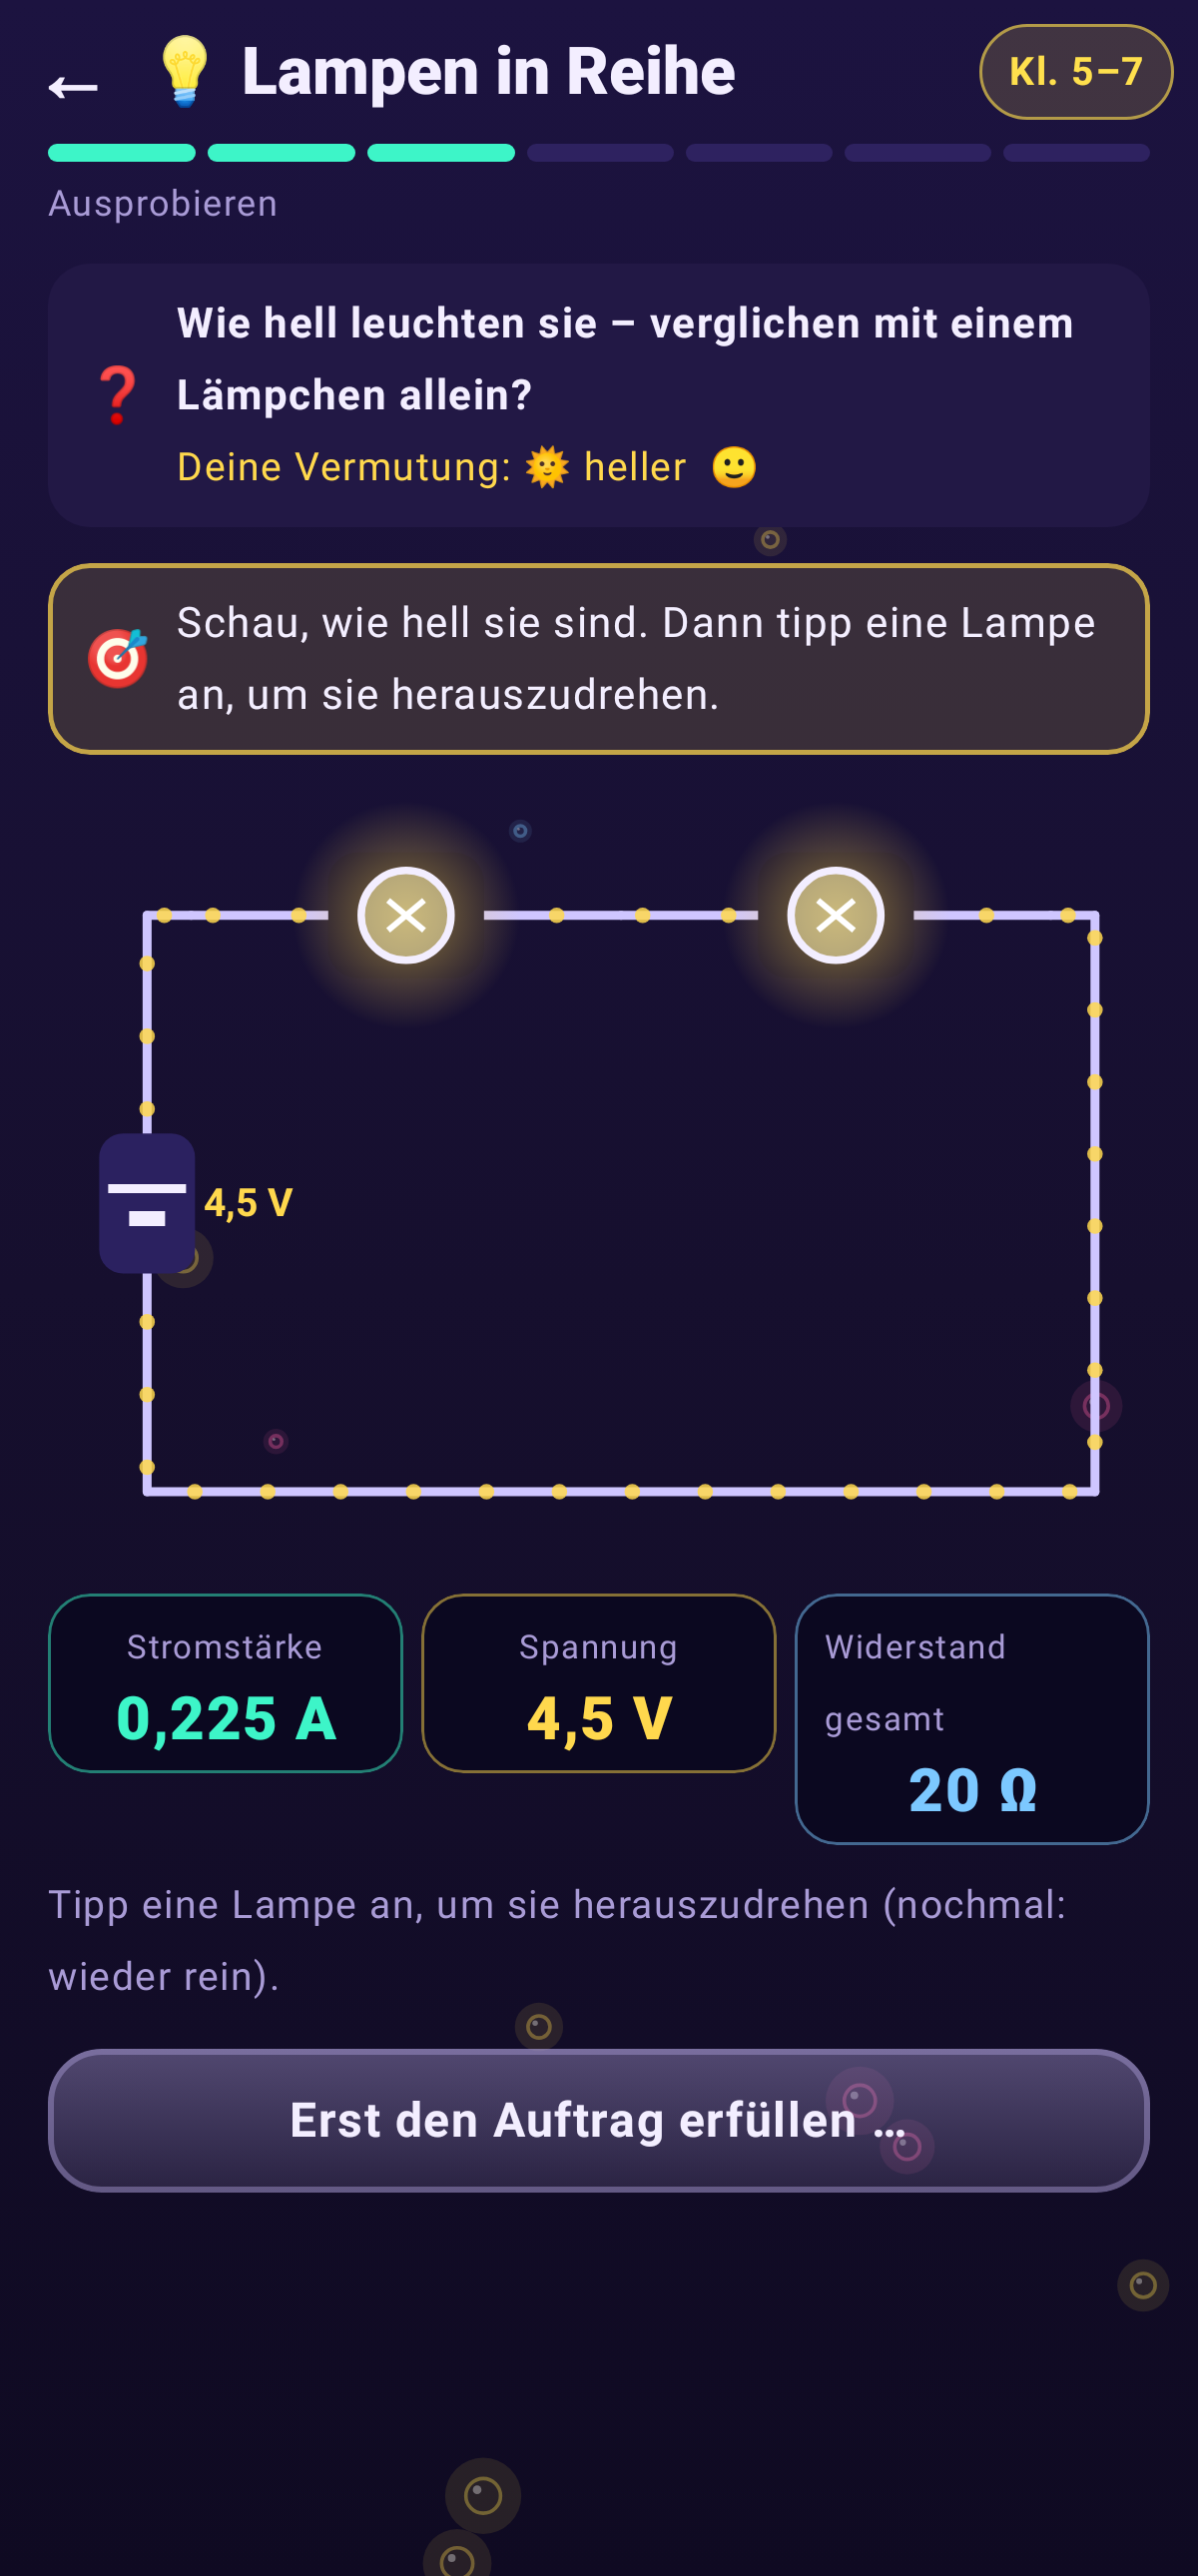 ← 💡 Lampen in Reihe
Kl. 5–7
Ausprobieren
❓ Wie hell leuchten sie – verglichen mit einem
Lämpchen allein?
Deine Vermutung: 🌞 heller 🙂
🎯 Schau, wie hell sie sind. Dann tipp eine Lampe
an, um sie herauszudrehen.
4,5 V
Stromstärke
0,225 A
Spannung
4,5 V
Widerstand
gesamt
20 Ω
Tipp eine Lampe an, um sie herauszudrehen (nochmal:
wieder rein).
Erst den Auftrag erfüllen …